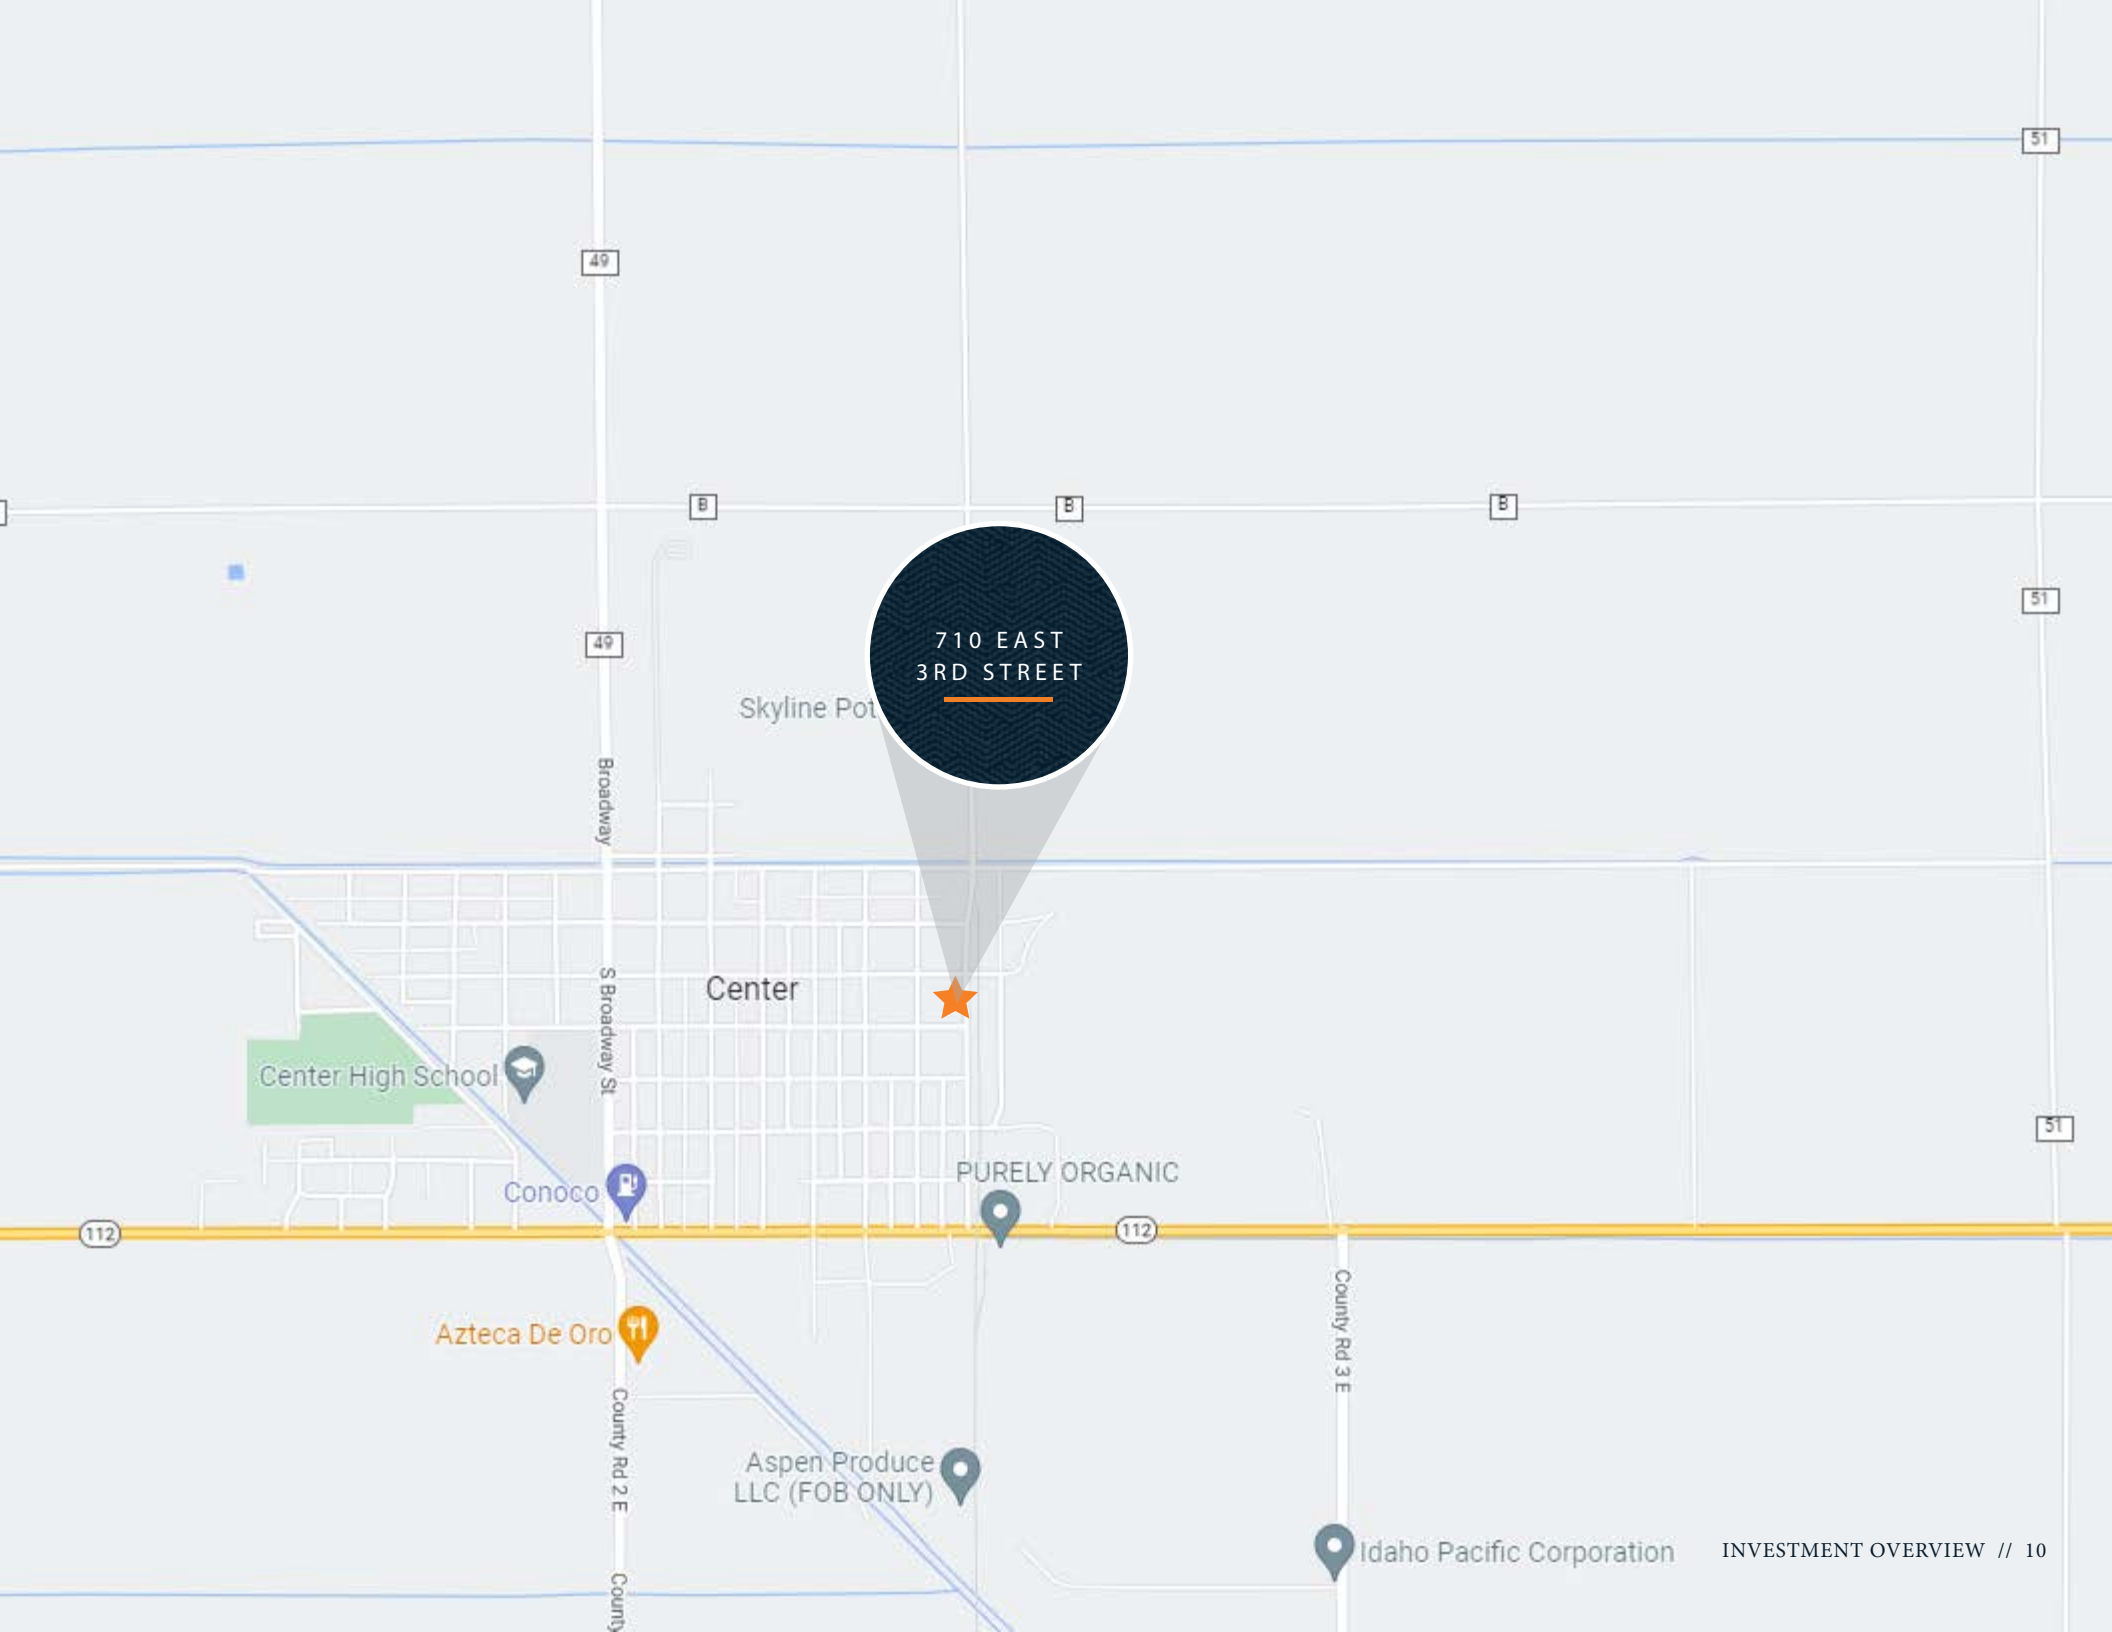 51
49
B
B
B
51
710 EAST
3RD STREET
49
Skyline Pot
Broadway
S Broadway St
Center
Center High School
51
PURELY ORGANIC
Conoco
112
112
County Rd 3 E
Azteca De Oro
County Rd 2 E
Aspen Produce
LLC (FOB ONLY)
Idaho Pacific Corporation
INVESTMENT OVERVIEW // 10
County